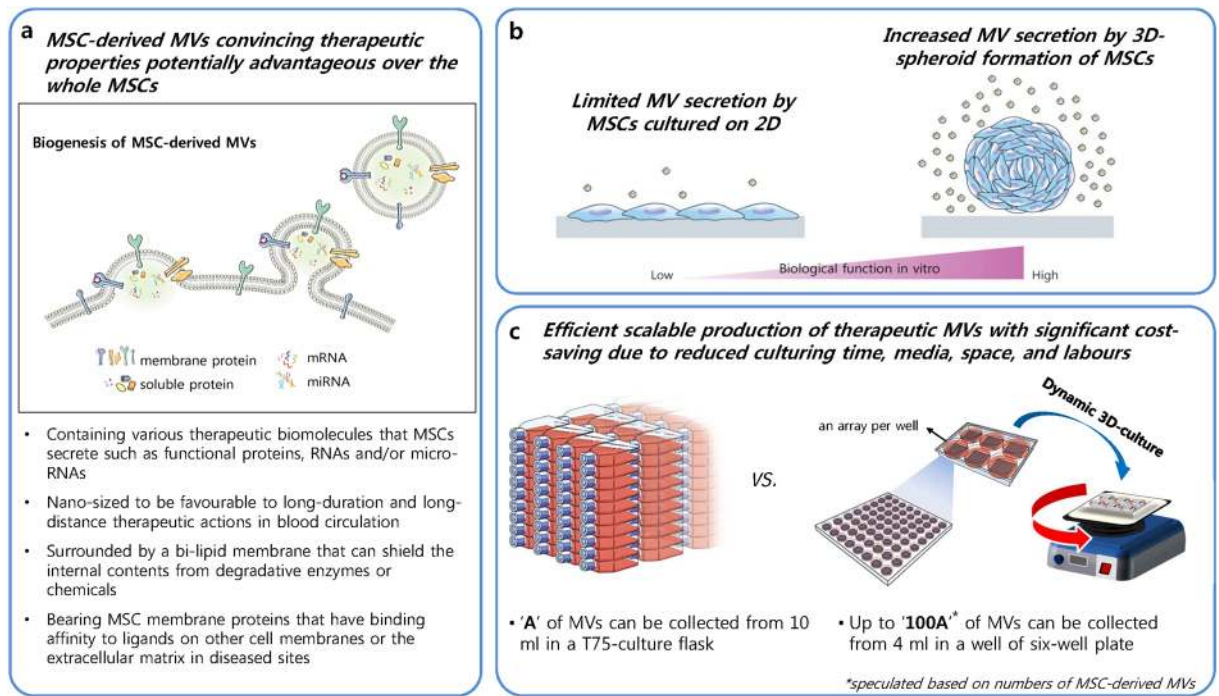 a
MSC-derived MVs convincing therapeutic
properties potentially advantageous over the
whole MSCs
Biogenesis of MSC-derived MVs
membrane protein
mRNA
soluble protein
miRNA
• Containing various therapeutic biomolecules that MSCs
secrete such as functional proteins, RNAs and/or micro-
RNAs
• Nano-sized to be favourable to long-duration and long-
distance therapeutic actions in blood circulation
• Surrounded by a bi-lipid membrane that can shield the
internal contents from degradative enzymes or
chemicals
• Bearing MSC membrane proteins that have binding
affinity to ligands on other cell membranes or the
extracellular matrix in diseased sites
b
Limited MV secretion by
MSCs cultured on 2D
Increased MV secretion by 3D-
spheroid formation of MSCs
Low
Biological function in vitro
High
c
Efficient scalable production of therapeutic MVs with significant cost-
saving due to reduced culturing time, media, space, and labours
VS.
an array per well
Dynamic 3D-culture
• 'A' of MVs can be collected from 10
ml in a T75-culture flask
• Up to '100A'* of MVs can be collected
from 4 ml in a well of six-well plate
*speculated based on numbers of MSC-derived MVs